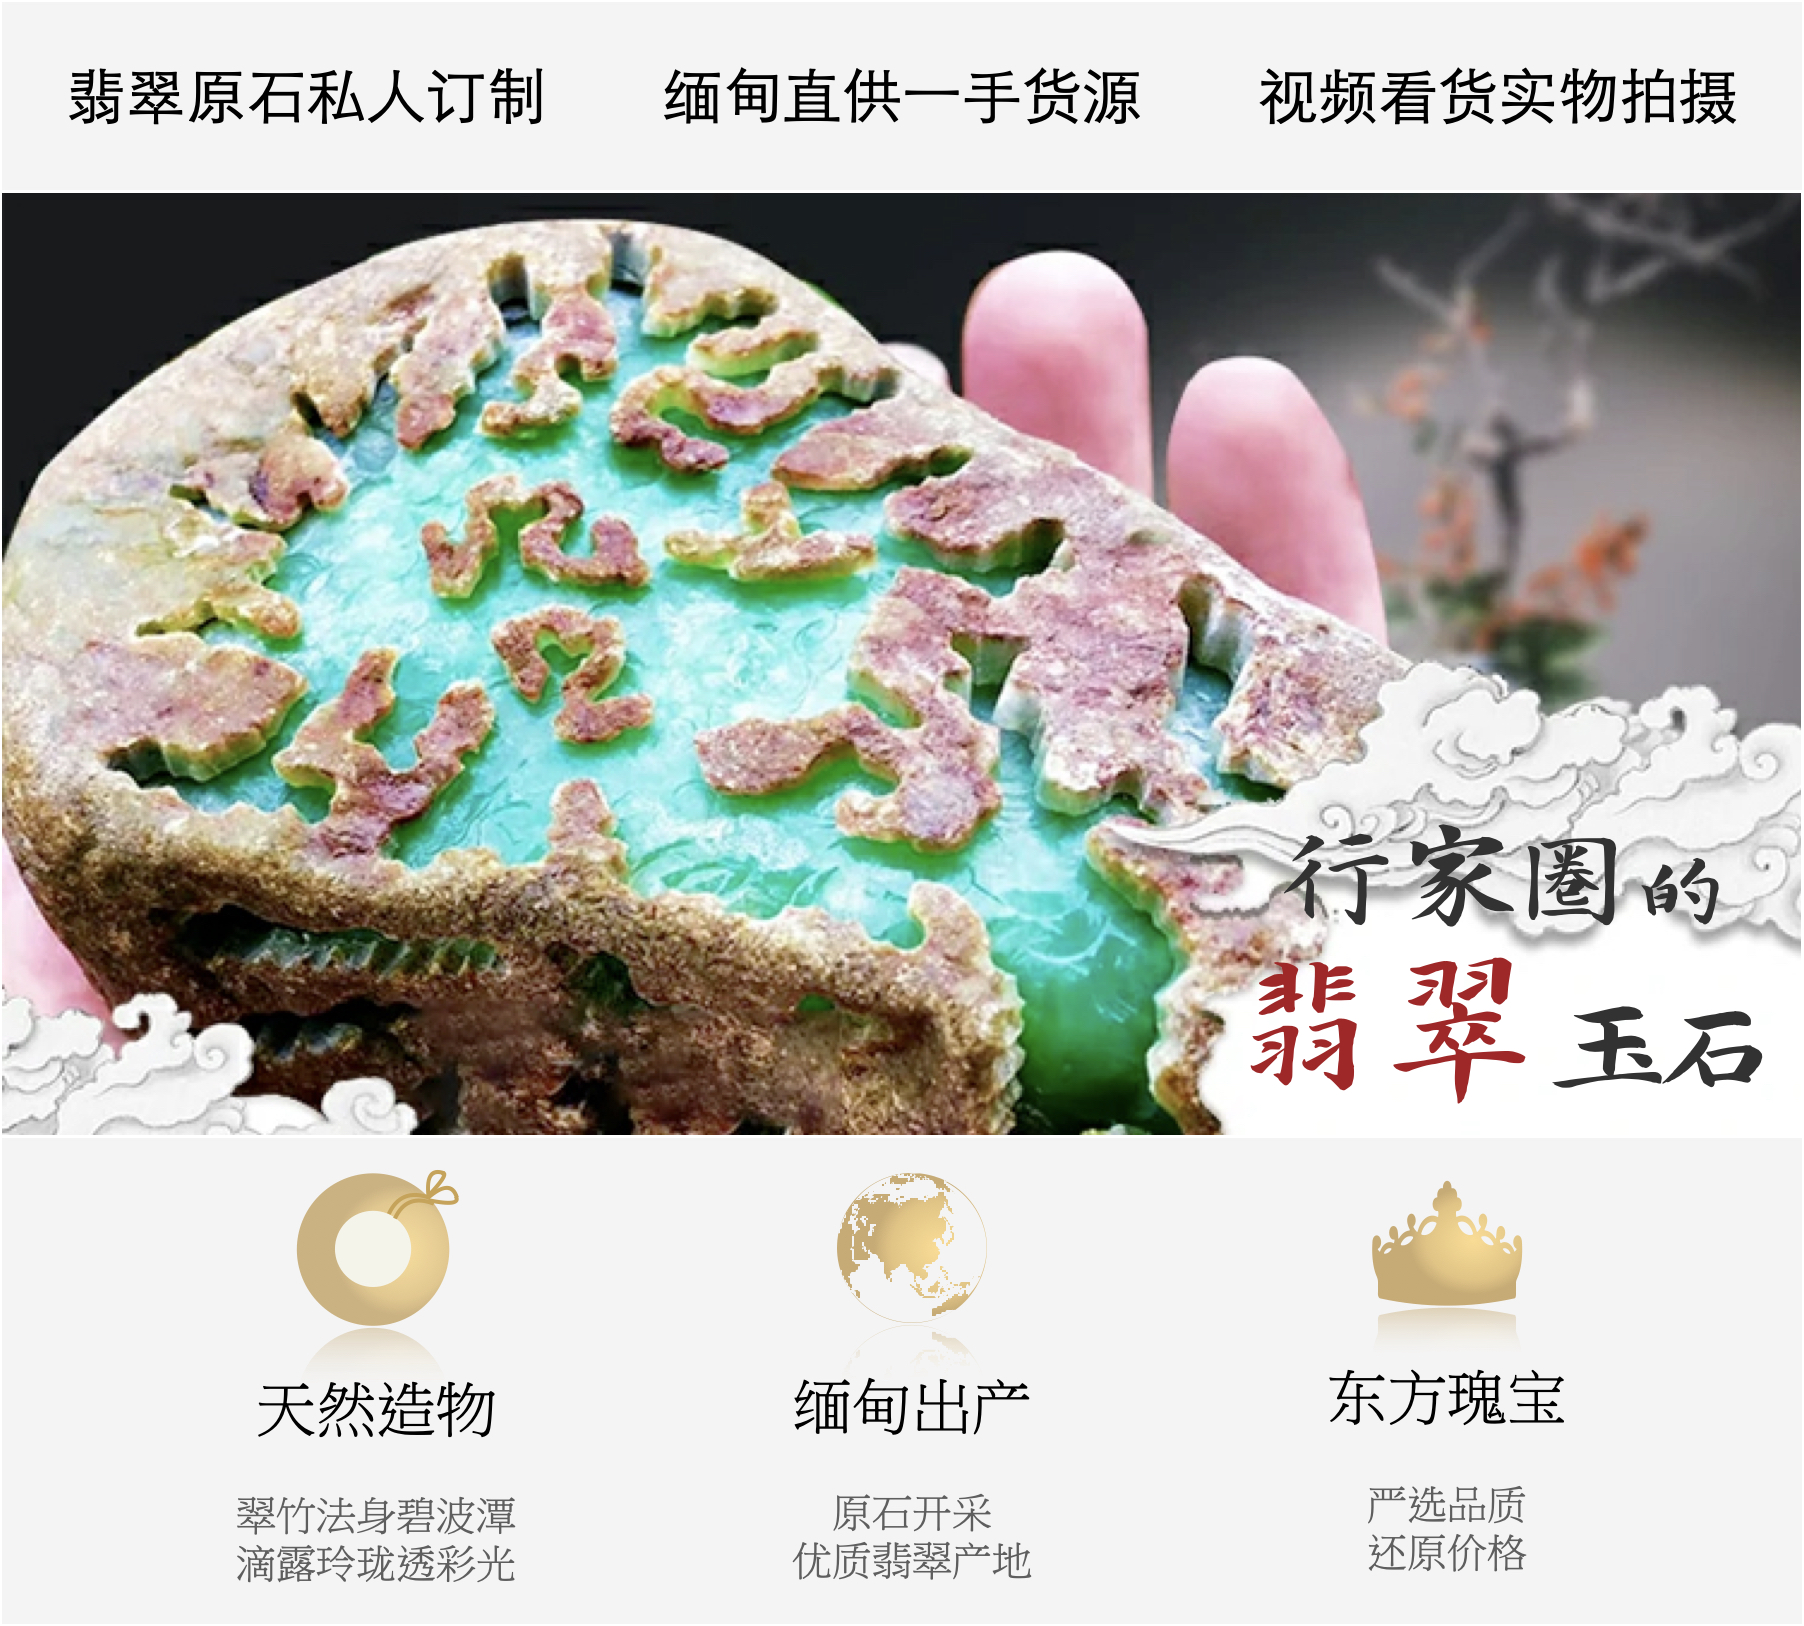 翡翠原石私人订制 缅甸直供一手货源 视频看货实物拍摄
行家圈的
翡翠玉石
天然造物
翠竹法身碧波潭
滴露玲珑透彩光
缅甸出产
原石开采
优质翡翠产地
东方瑰宝
严选品质
还原价格